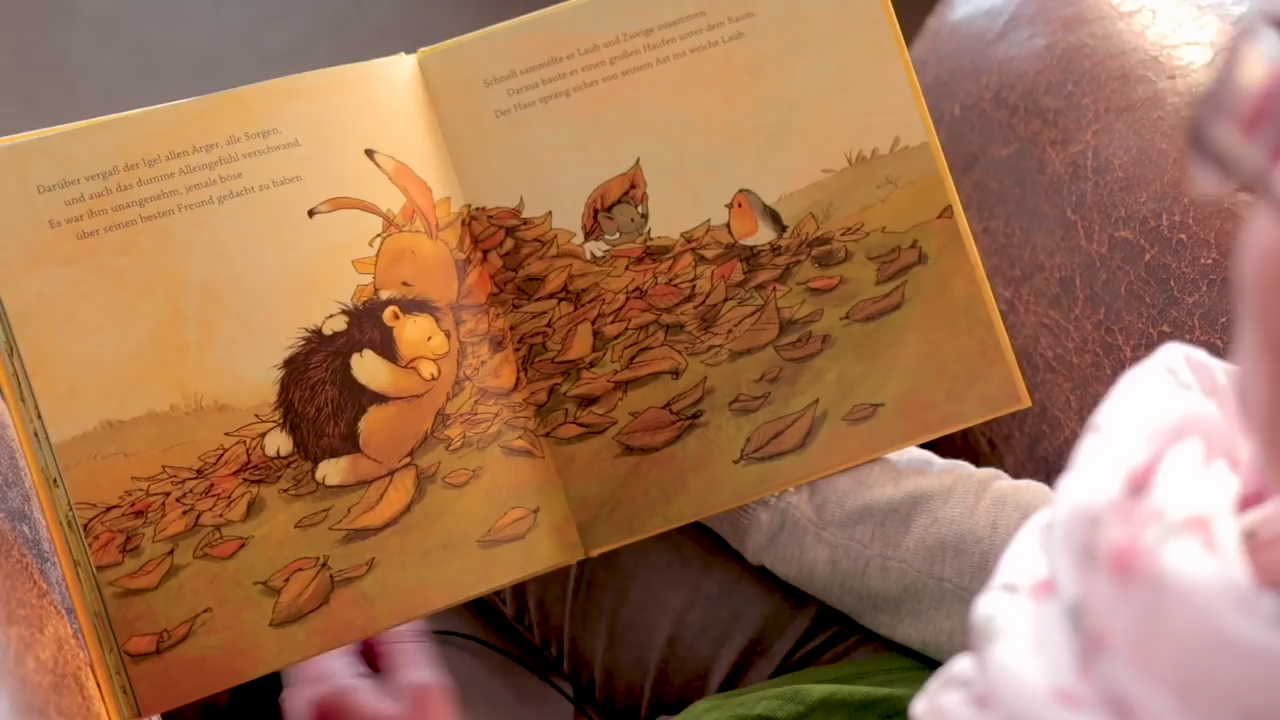 Darüber vergaß der Igel allen Ärger, alle Sorgen,
und auch das dumme Alleingefühl verschwand.
Es war ihm unangenehm, jemals böse
über seinen besten Freund gedacht zu haben.
Schnell sammelte er Laub und Zweige zusammen
Daraus baute er einen großen Haufen unter dem Baum.
Der Hase sprang sicher von seinem Ast ins weiche Laub.